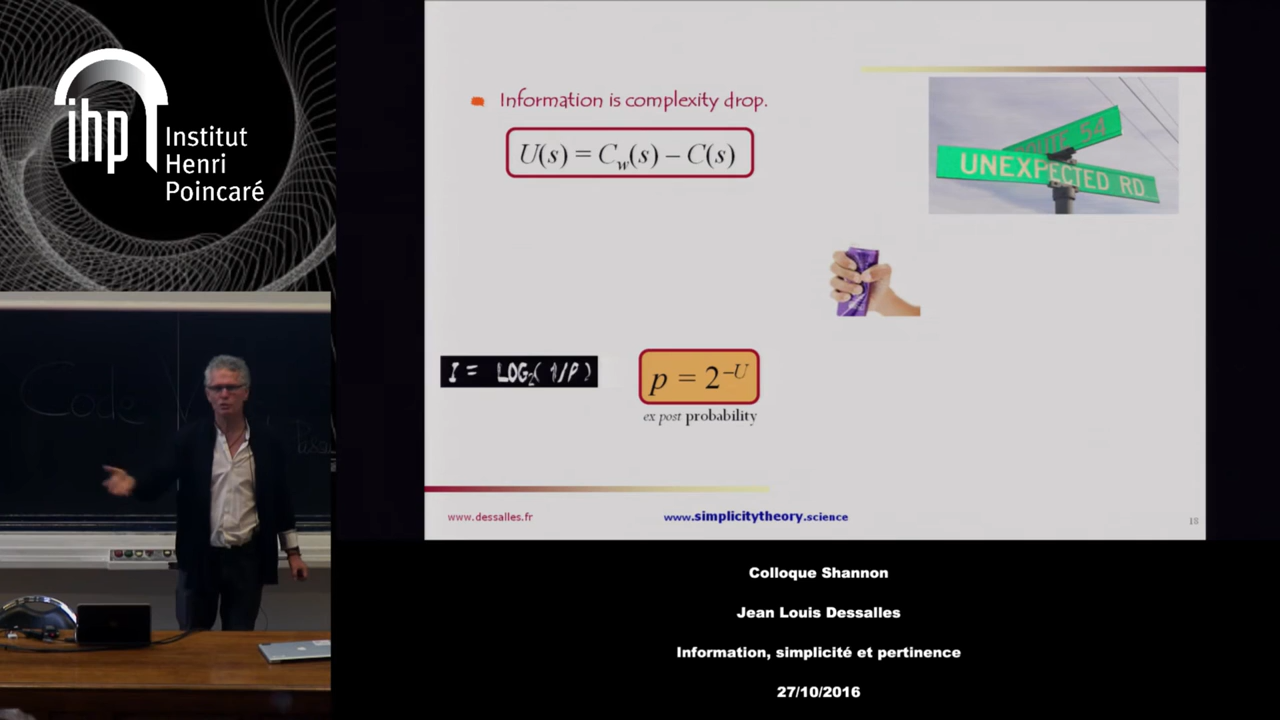 ihp
Institut
Henri
Poincaré
Information is complexity drop.
U(s) = C_w(s) – C(s)
ROUTE 54
UNEXPECTED RD.
I = LOG₂( 1/P )
p = 2^{–U}
ex post probability
www.dessalles.fr
www.simplicitytheory.science
18
Code
Colloque Shannon
Jean Louis Dessalles
Information, simplicité et pertinence
27/10/2016